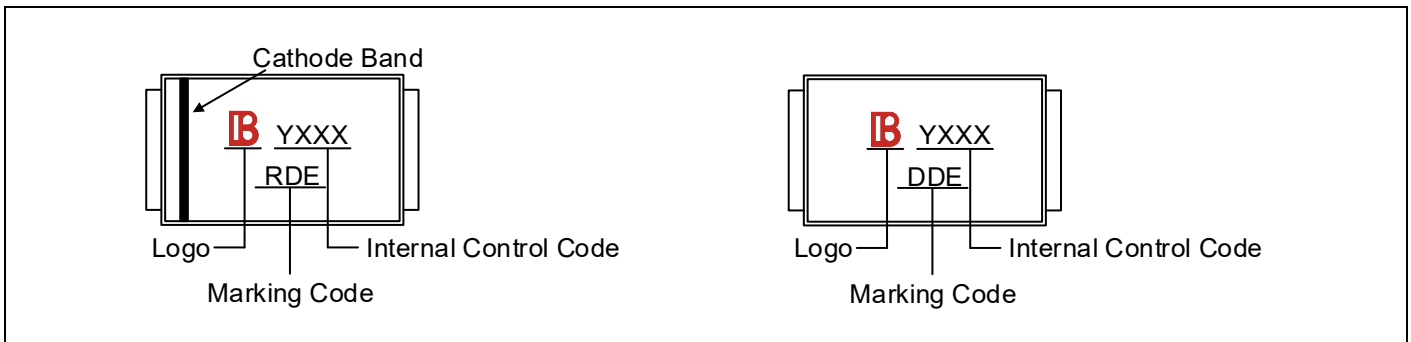 Cathode Band
B YXXX
RDE
Logo
Internal Control Code
Marking Code
B YXXX
DDE
Logo
Internal Control Code
Marking Code